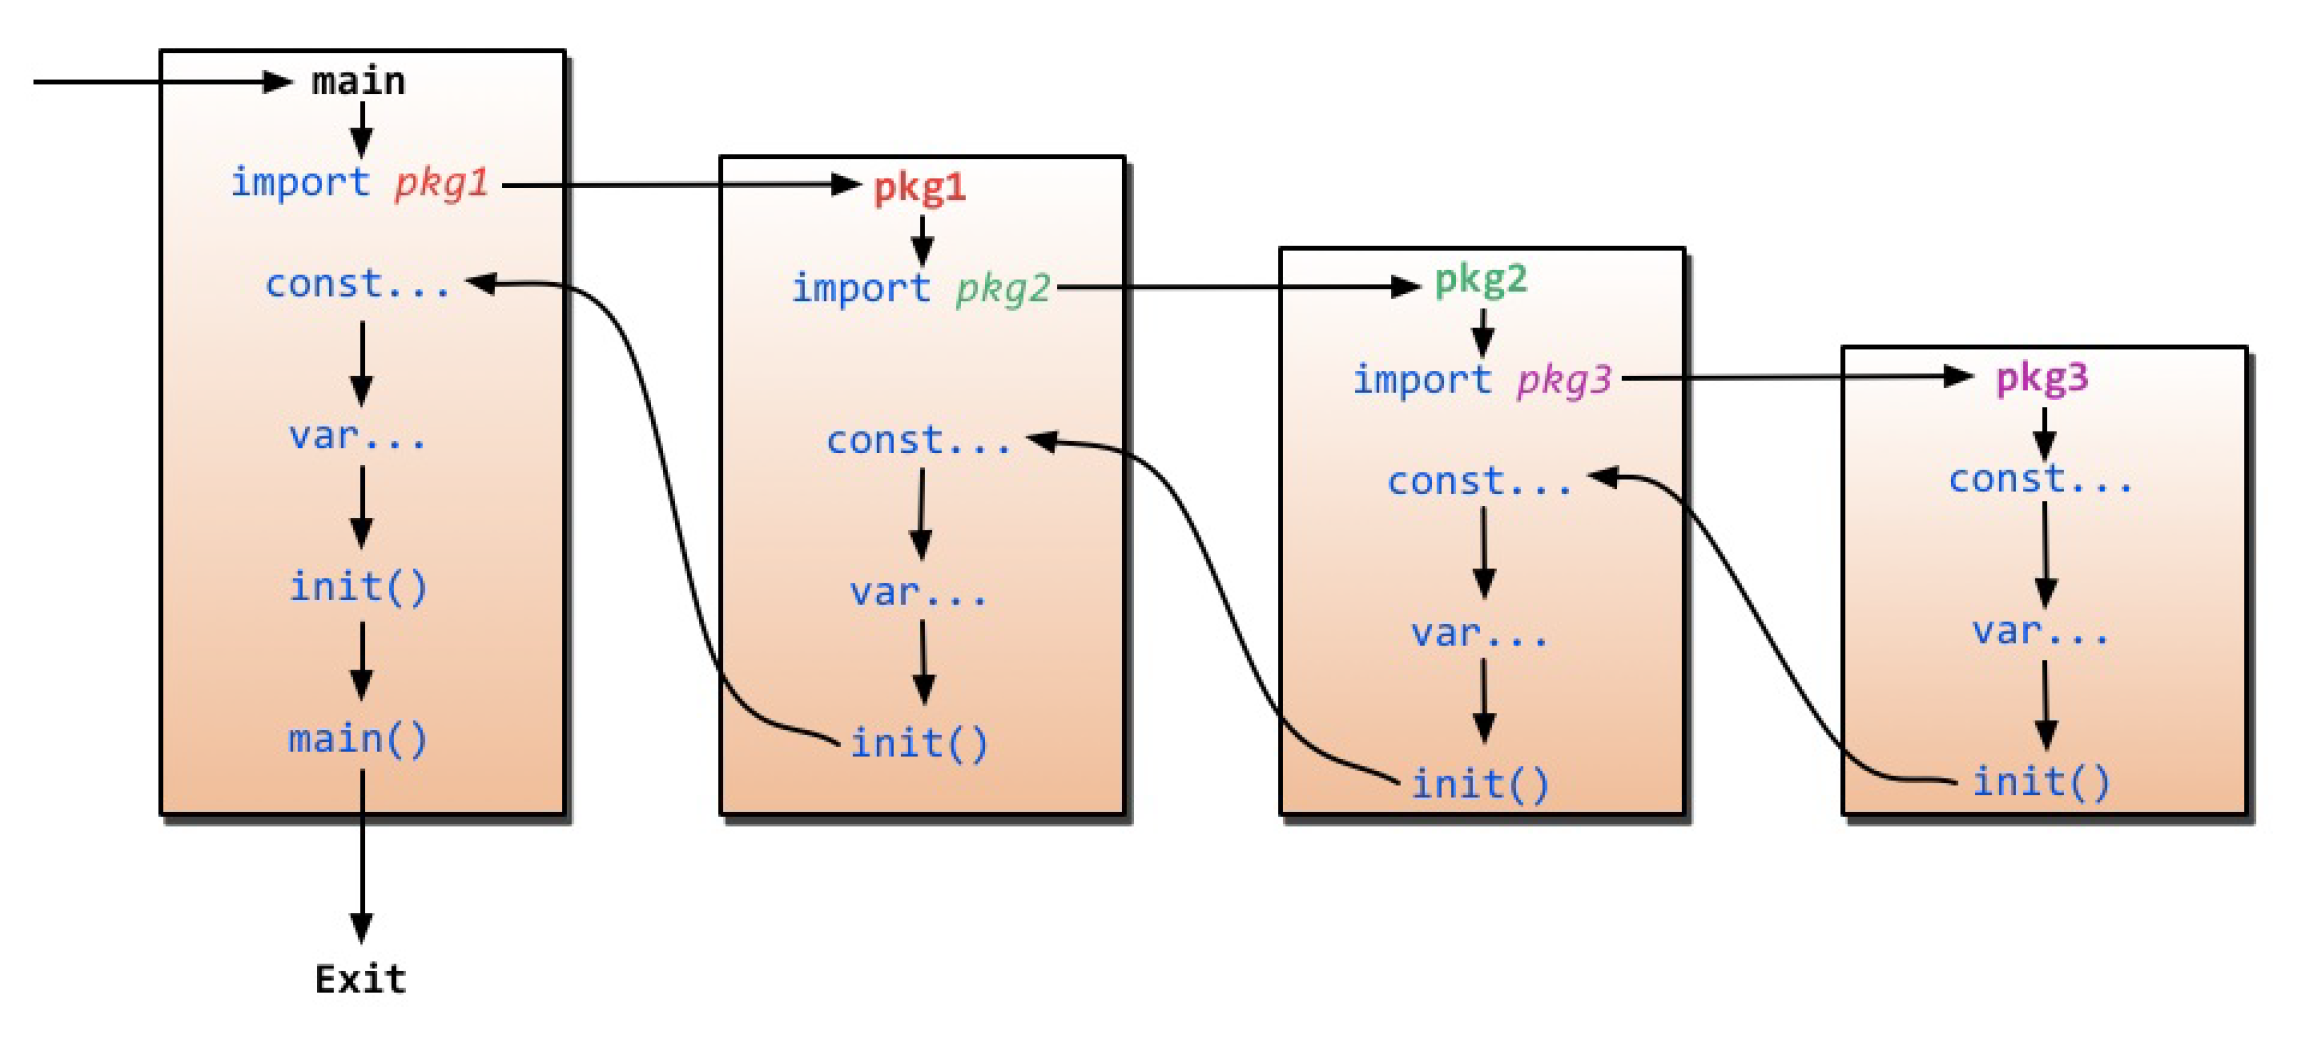 main
import pkg1
const...
var...
init()
main()
Exit
pkg1
import pkg2
const...
var...
init()
pkg2
import pkg3
const...
var...
init()
pkg3
const...
var...
init()